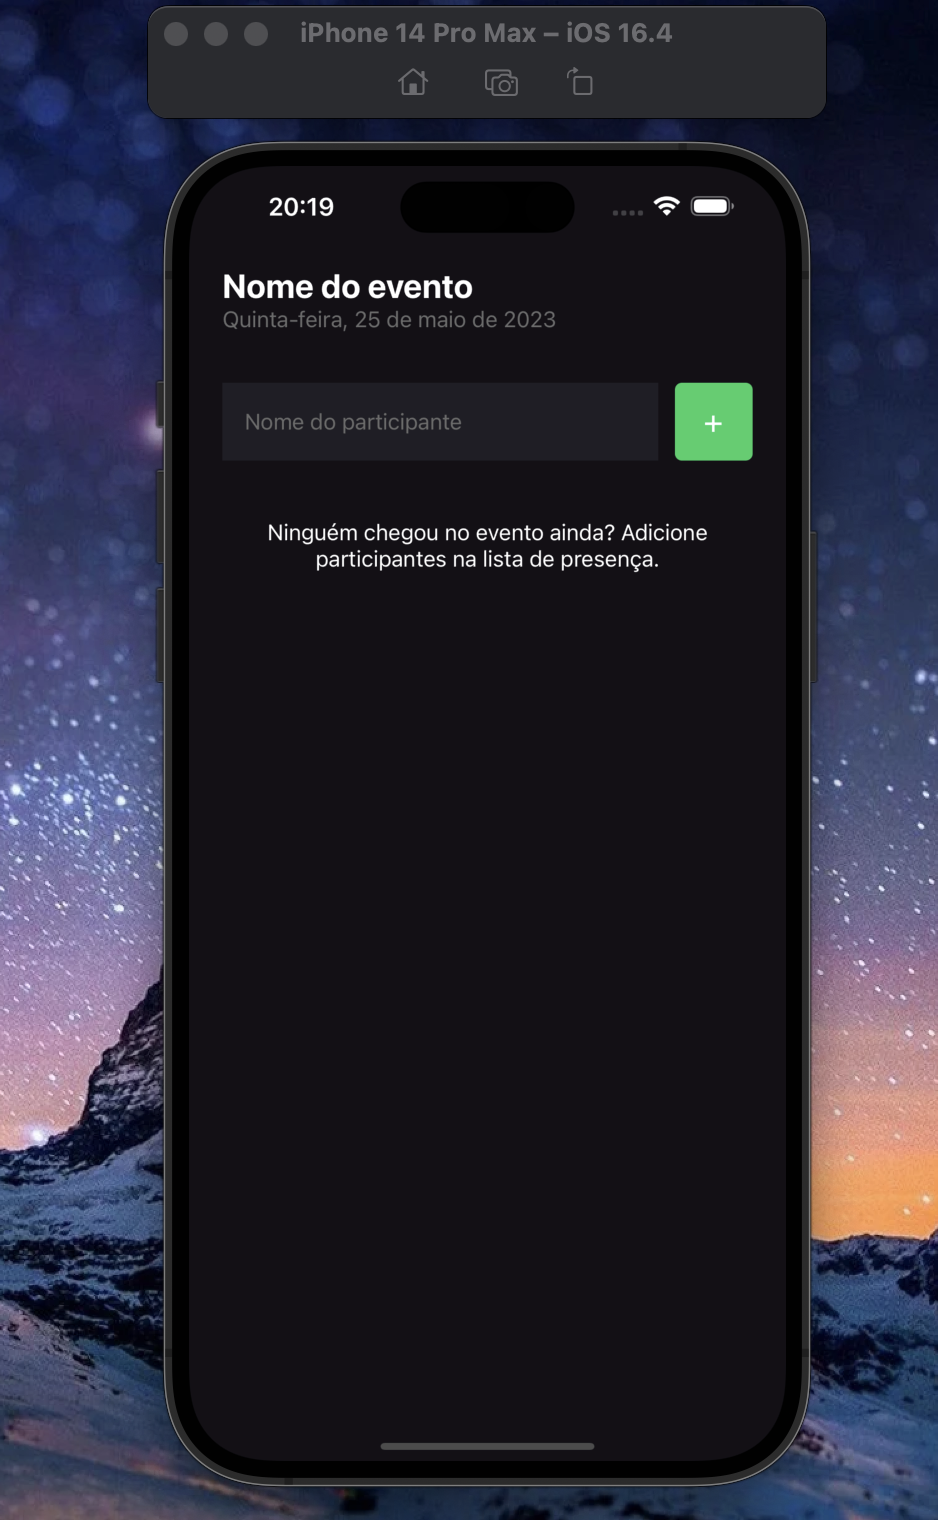 iPhone 14 Pro Max – iOS 16.4
20:19
Nome do evento
Quinta-feira, 25 de maio de 2023
Nome do participante
+
Ninguém chegou no evento ainda? Adicione
participantes na lista de presença.